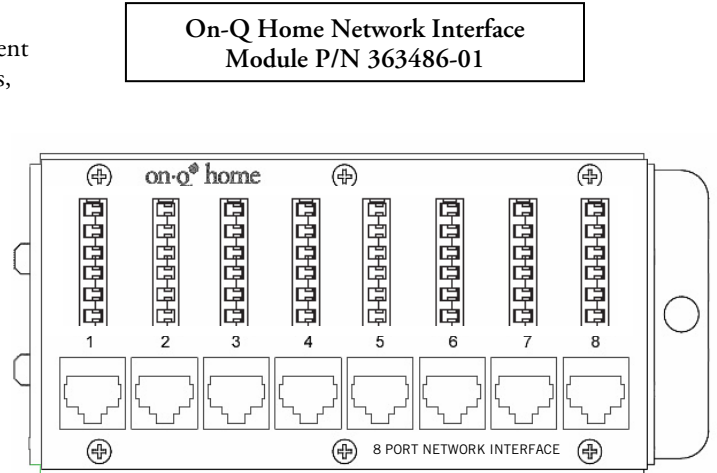 ent
s,
On-Q Home Network Interface
Module P/N 363486-01
on·Q® home
1 2 3 4 5 6 7 8
8 PORT NETWORK INTERFACE